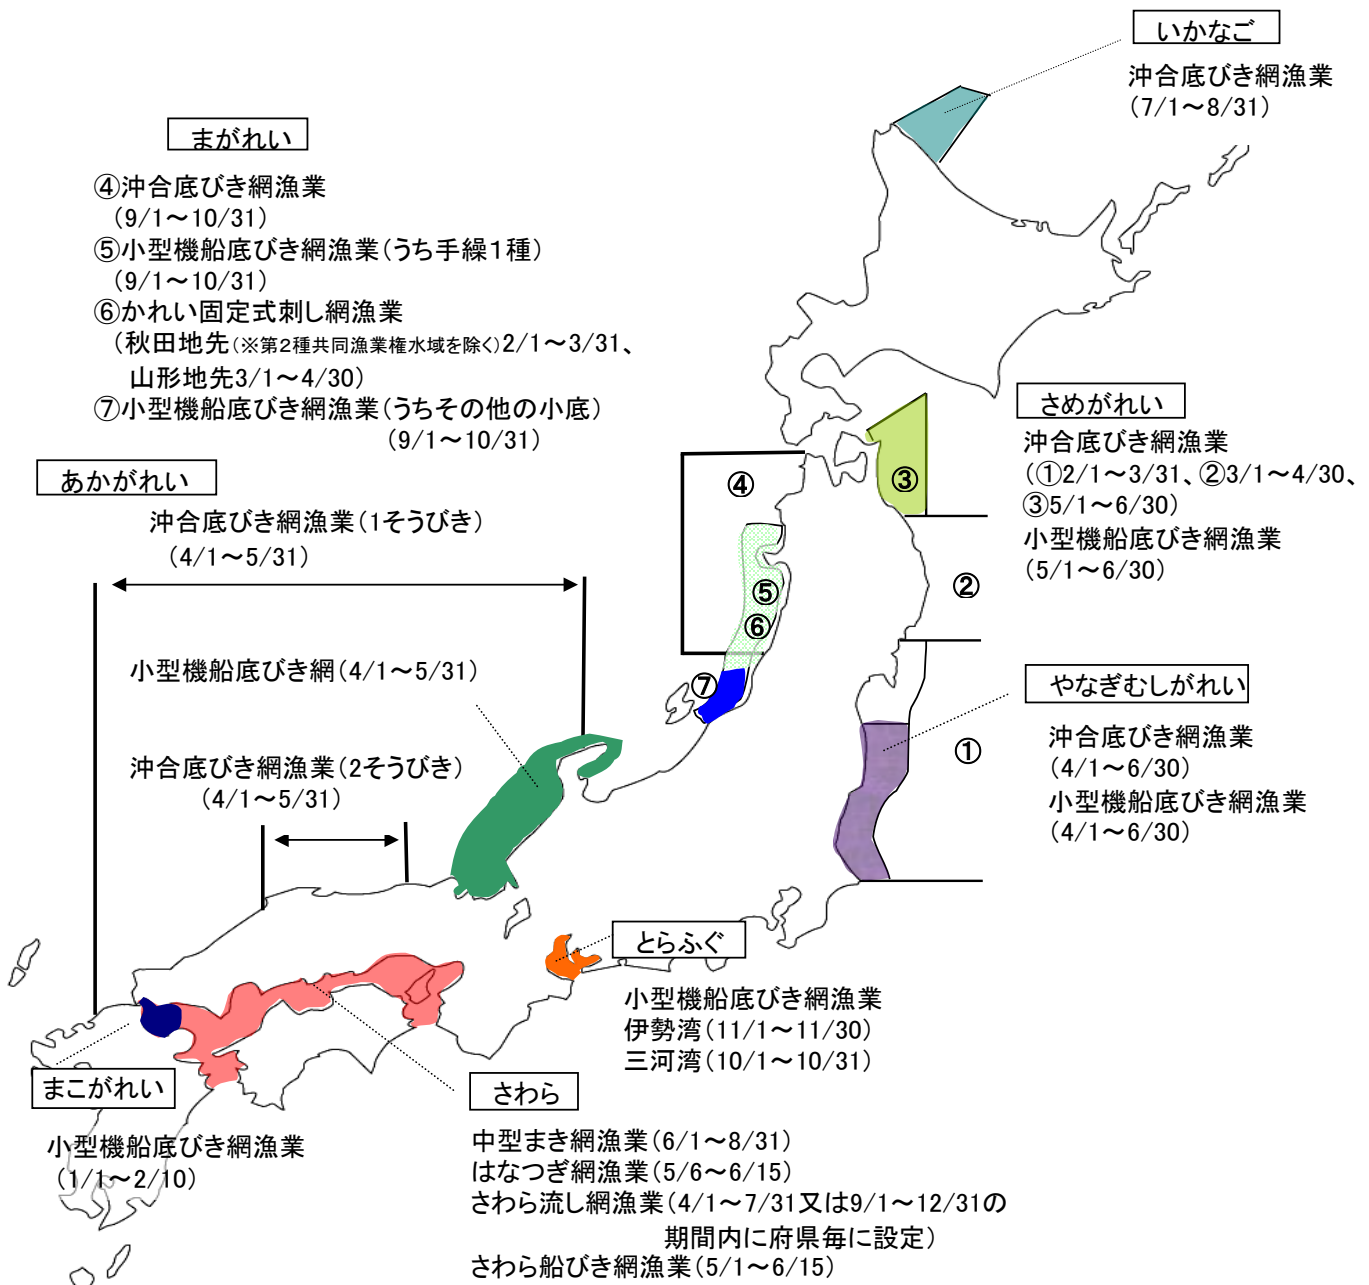 いかなご
沖合底びき網漁業
(7/1～8/31)
まがれい
④沖合底びき網漁業
(9/1～10/31)
⑤小型機船底びき網漁業(うち手繰1種)
(9/1～10/31)
⑥かれい固定式刺し網漁業
(秋田地先(※第2種共同漁業権水域を除く)2/1～3/31、
山形地先3/1～4/30)
⑦小型機船底びき網漁業(うちその他の小底)
(9/1～10/31)
さめがれい
沖合底びき網漁業
(①2/1～3/31、②3/1～4/30、
③5/1～6/30)
小型機船底びき網漁業
(5/1～6/30)
あかがれい
沖合底びき網漁業(1そうびき)
(4/1～5/31)
小型機船底びき網(4/1～5/31)
沖合底びき網漁業(2そうびき)
(4/1～5/31)
④
③
⑤
②
⑥
⑦
①
やなぎむしがれい
沖合底びき網漁業
(4/1～6/30)
小型機船底びき網漁業
(4/1～6/30)
とらふぐ
小型機船底びき網漁業
伊勢湾(11/1～11/30)
三河湾(10/1～10/31)
まこがれい
小型機船底びき網漁業
(1/1～2/10)
さわら
中型まき網漁業(6/1～8/31)
はなつぎ網漁業(5/6～6/15)
さわら流し網漁業(4/1～7/31又は9/1～12/31の
期間内に府県毎に設定)
さわら船びき網漁業(5/1～6/15)